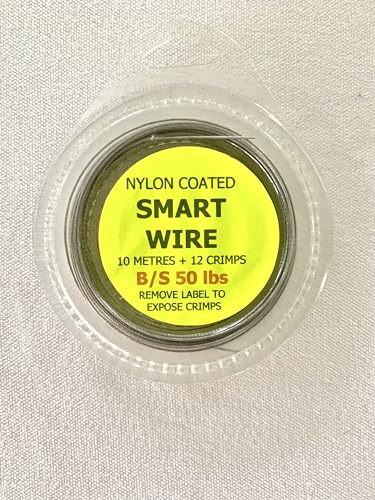 NYLON COATED
SMART
WIRE
10 METRES + 12 CRIMPS
B/S 50 lbs
REMOVE LABEL TO
EXPOSE CRIMPS